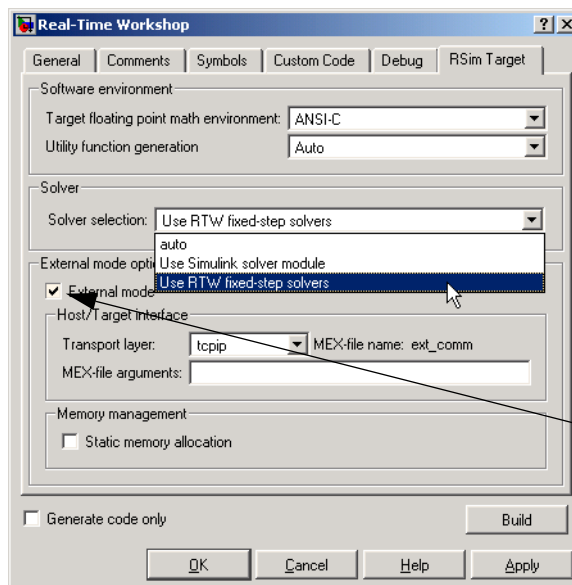 Real-Time Workshop
General Comments Symbols Custom Code Debug RSim Target
Software environment
Target floating point math environment: ANSI-C
Utility function generation Auto
Solver
Solver selection: Use RTW fixed-step solvers
auto
Use Simulink solver module
Use RTW fixed-step solvers
External mode opti
External mode
Host/Target interface
Transport layer: tcpip MEX-file name: ext_comm
MEX-file arguments:
Memory management
Static memory allocation
Generate code only Build
OK Cancel Help Apply